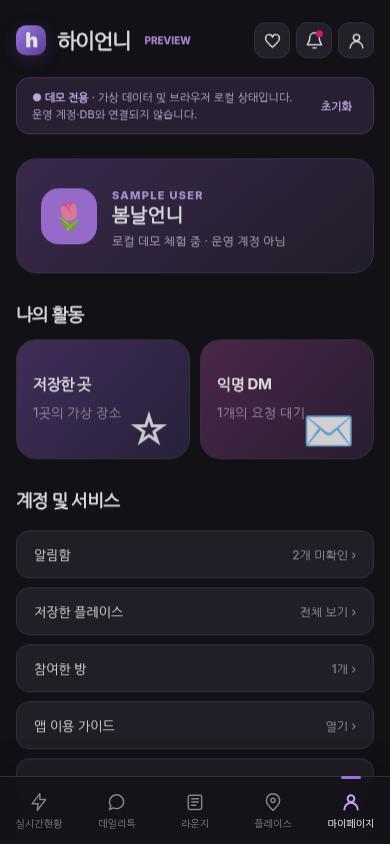 h 하이언니 PREVIEW
● 데모 전용 · 가상 데이터 및 브라우저 로컬 상태입니다.
운영 계정·DB와 연결되지 않습니다.
초기화
SAMPLE USER
봄날언니
로컬 데모 체험 중 · 운영 계정 아님
나의 활동
저장한 곳
1곳의 가상 장소
익명 DM
1개의 요청 대기
계정 및 서비스
알림함 2개 미확인 ›
저장한 플레이스 전체 보기 ›
참여한 방 1개 ›
앱 이용 가이드 열기 ›
실시간현황 데일리톡 라운지 플레이스 마이페이지